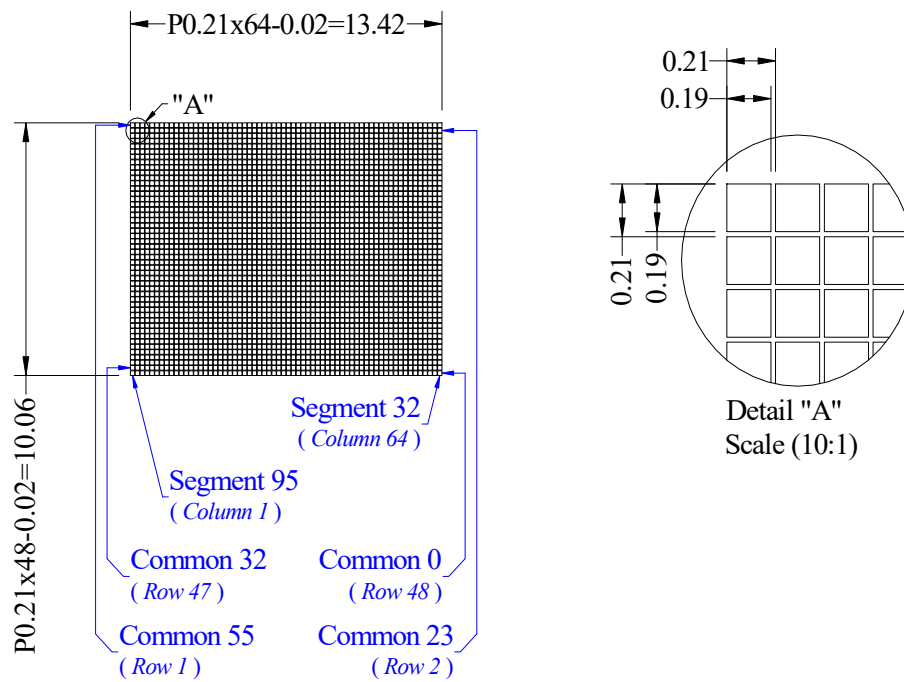 P0.21x64-0.02=13.42
"A"
P0.21x48-0.02=10.06
Segment 32
( Column 64 )
Segment 95
( Column 1 )
Common 32
( Row 47 )
Common 0
( Row 48 )
Common 55
( Row 1 )
Common 23
( Row 2 )
0.21
0.19
0.21
0.19
Detail "A"
Scale (10:1)